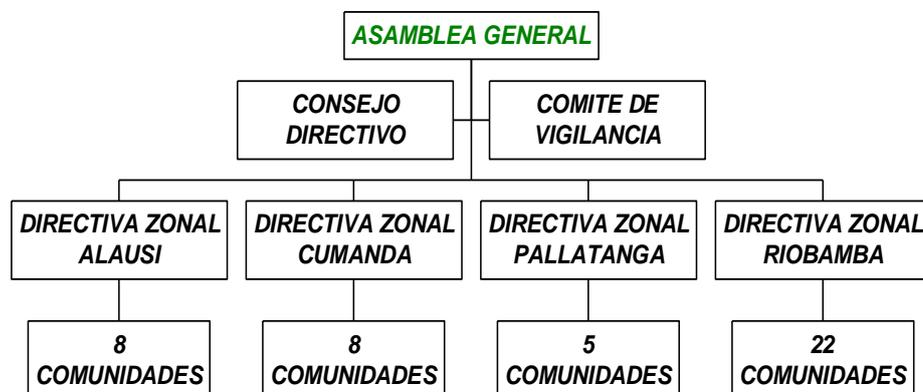 ASAMBLEA GENERAL
CONSEJO
DIRECTIVO
COMITE DE
VIGILANCIA
DIRECTIVA ZONAL
ALAUSI
DIRECTIVA ZONAL
CUMANDA
DIRECTIVA ZONAL
PALLATANGA
DIRECTIVA ZONAL
RIOBAMBA
8
COMUNIDADES
8
COMUNIDADES
5
COMUNIDADES
22
COMUNIDADES